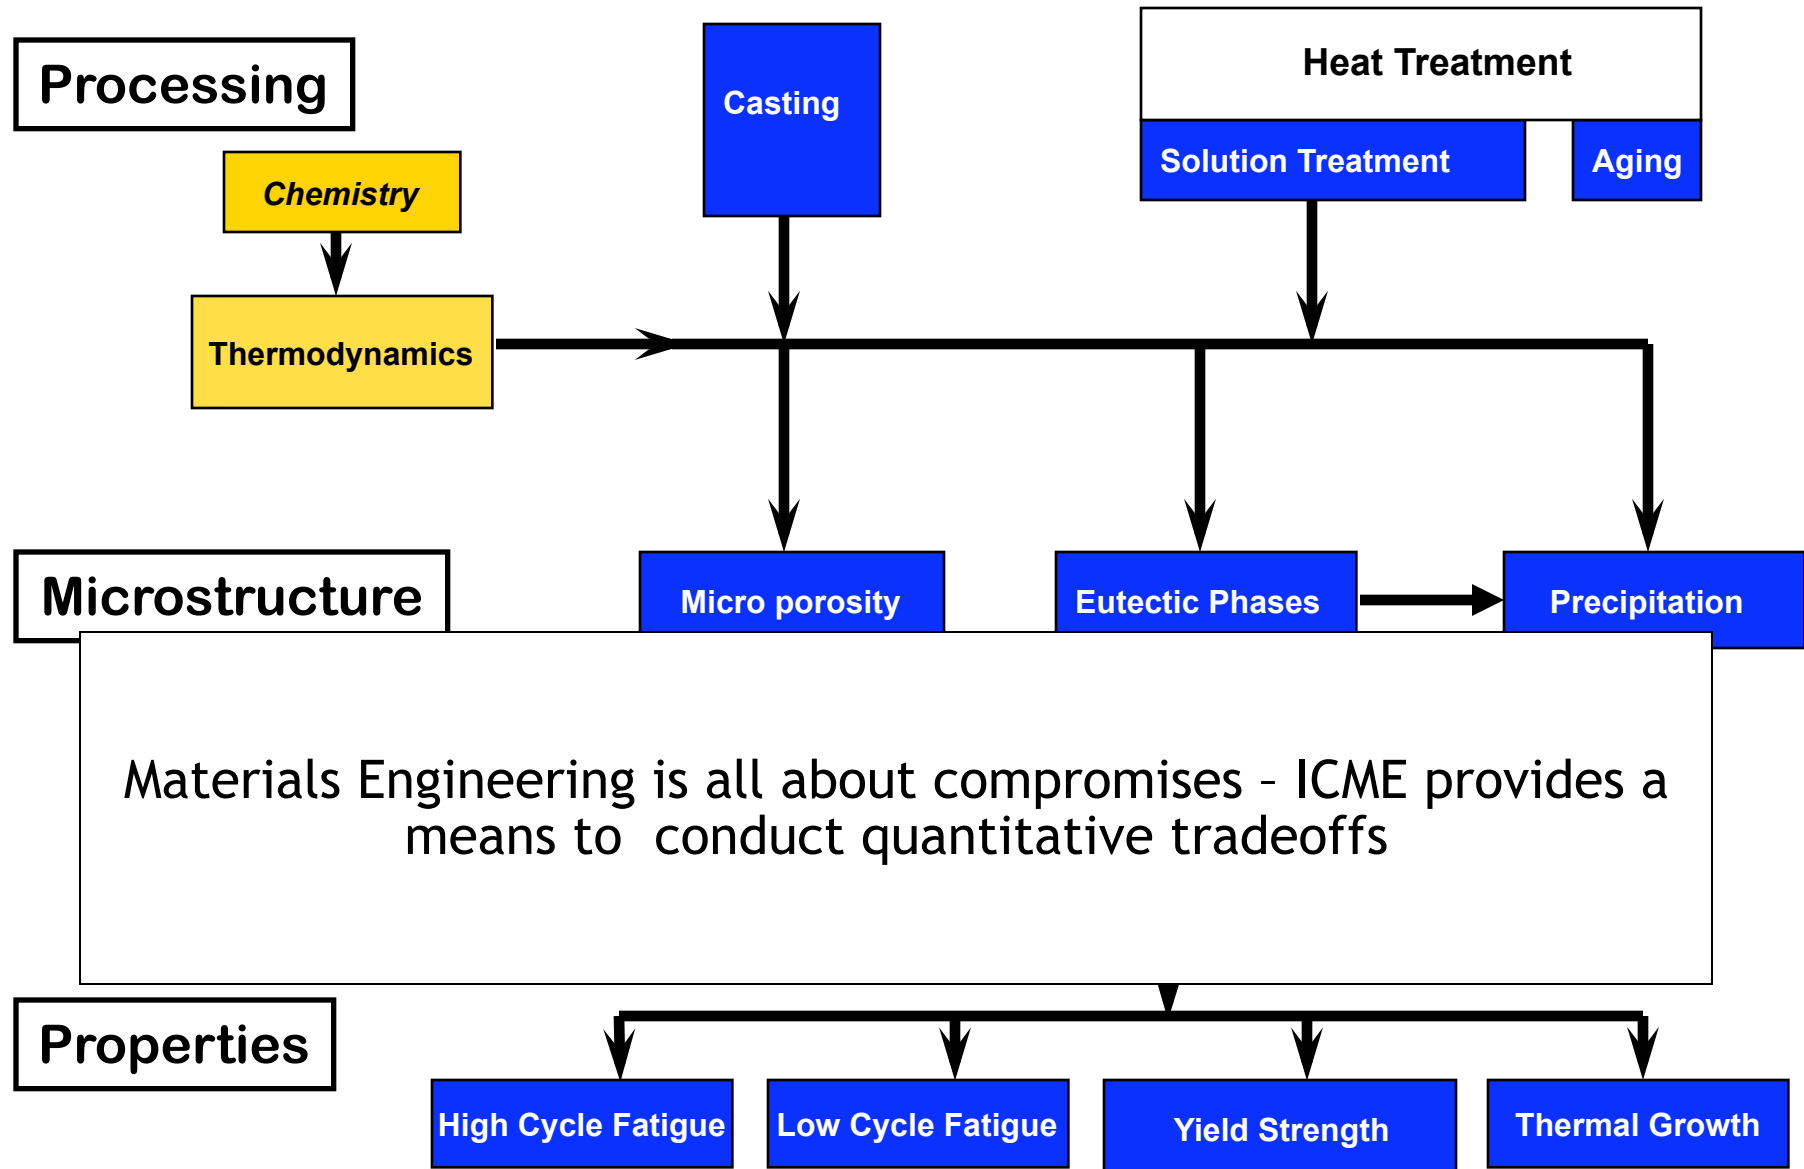 Processing
Casting
Heat Treatment
Solution Treatment
Aging
Chemistry
Thermodynamics
Microstructure
Micro porosity
Eutectic Phases
Precipitation
Materials Engineering is all about compromises – ICME provides a
means to  conduct quantitative tradeoffs
Properties
High Cycle Fatigue
Low Cycle Fatigue
Yield Strength
Thermal Growth